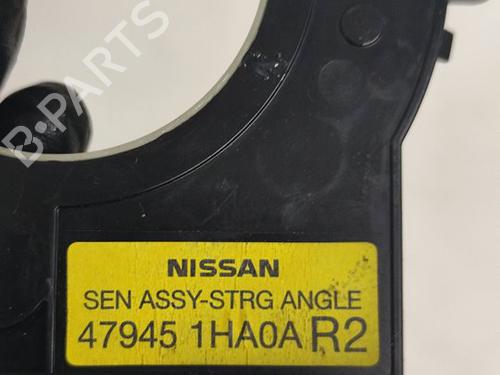 B-PARTS
NISSAN
SEN ASSY-STRG ANGLE
47945 1HA0A R2